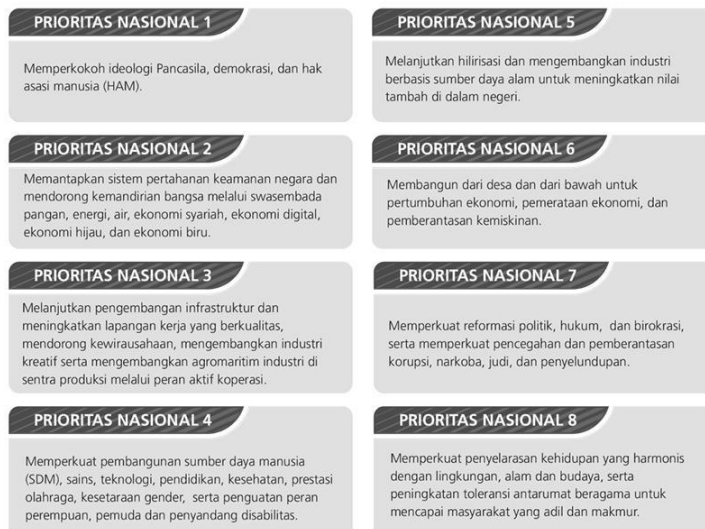 PRIORITAS NASIONAL 1
Memperkokoh ideologi Pancasila, demokrasi, dan hak
asasi manusia (HAM).
PRIORITAS NASIONAL 2
Memantapkan sistem pertahanan keamanan negara dan
mendorong kemandirian bangsa melalui swasembada
pangan, energi, air, ekonomi syariah, ekonomi digital,
ekonomi hijau, dan ekonomi biru.
PRIORITAS NASIONAL 3
Melanjutkan pengembangan infrastruktur dan
meningkatkan lapangan kerja yang berkualitas,
mendorong kewirausahaan, mengembangkan industri
kreatif serta mengembangkan agromaritim industri di
sentra produksi melalui peran aktif koperasi.
PRIORITAS NASIONAL 4
Memperkuat pembangunan sumber daya manusia
(SDM), sains, teknologi, pendidikan, kesehatan, prestasi
olahraga, kesetaraan gender, serta penguatan peran
perempuan, pemuda dan penyandang disabilitas.
PRIORITAS NASIONAL 5
Melanjutkan hilirisasi dan mengembangkan industri
berbasis sumber daya alam untuk meningkatkan nilai
tambah di dalam negeri.
PRIORITAS NASIONAL 6
Membangun dari desa dan dari bawah untuk
pertumbuhan ekonomi, pemerataan ekonomi, dan
pemberantasan kemiskinan.
PRIORITAS NASIONAL 7
Memperkuat reformasi politik, hukum, dan birokrasi,
serta memperkuat pencegahan dan pemberantasan
korupsi, narkoba, judi, dan penyelundupan.
PRIORITAS NASIONAL 8
Memperkuat penyelarasan kehidupan yang harmonis
dengan lingkungan, alam dan budaya, serta
peningkatan toleransi antarumat beragama untuk
mencapai masyarakat yang adil dan makmur.